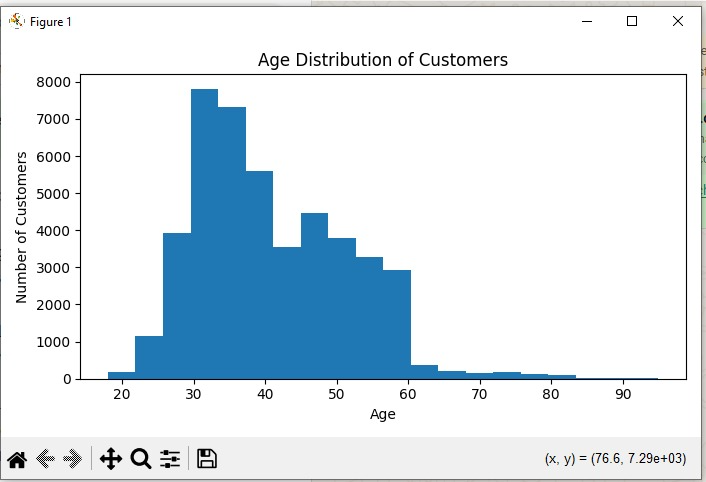 Figure 1
Age Distribution of Customers
8000
7000
6000
5000
4000
3000
2000
1000
0
Number of Customers
20 30 40 50 60 70 80 90
Age
(x, y) = (76.6, 7.29e+03)